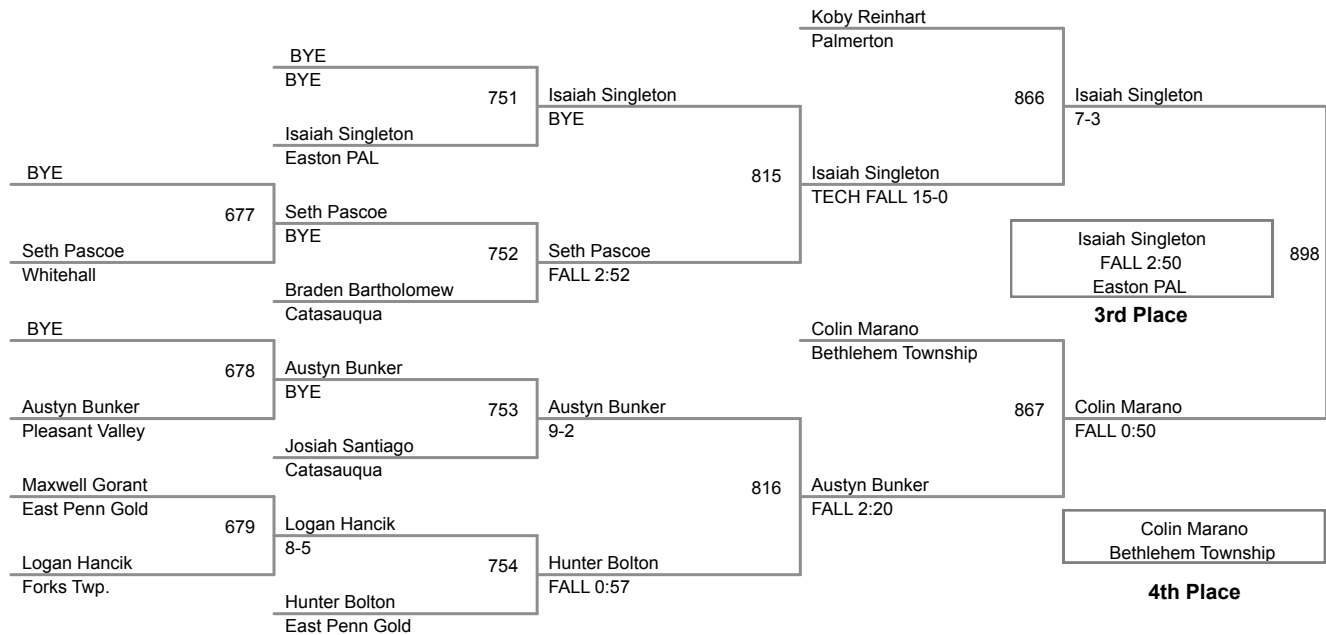 Koby Reinhart
Palmerton
BYE
BYE
751
Isaiah Singleton
BYE
866
Isaiah Singleton
7-3
Isaiah Singleton
Easton PAL
BYE
815
Isaiah Singleton
TECH FALL 15-0
677
Seth Pascoe
BYE
Seth Pascoe
Whitehall
752
Seth Pascoe
FALL 2:52
Isaiah Singleton
FALL 2:50
Easton PAL
898
3rd Place
Braden Bartholomew
Catasauqua
BYE
Colin Marano
Bethlehem Township
678
Austyn Bunker
BYE
Austyn Bunker
Pleasant Valley
753
Austyn Bunker
9-2
867
Colin Marano
FALL 0:50
Josiah Santiago
Catasauqua
Maxwell Gorant
East Penn Gold
816
Austyn Bunker
FALL 2:20
679
Logan Hancik
8-5
Colin Marano
Bethlehem Township
4th Place
Logan Hancik
Forks Twp.
754
Hunter Bolton
FALL 0:57
Hunter Bolton
East Penn Gold